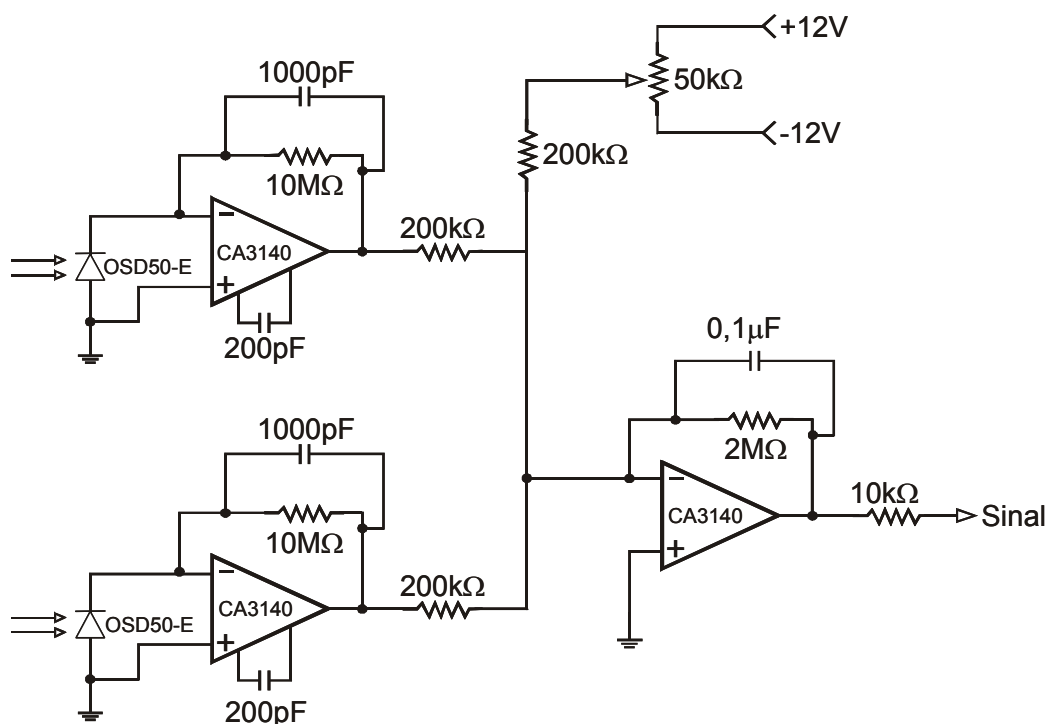 +12V
50kΩ
-12V
200kΩ
1000pF
10MΩ
-
CA3140
+
OSD50-E
200pF
200kΩ
1000pF
10MΩ
-
CA3140
+
OSD50-E
200pF
200kΩ
0,1μF
2MΩ
-
CA3140
+
10kΩ
Sinal